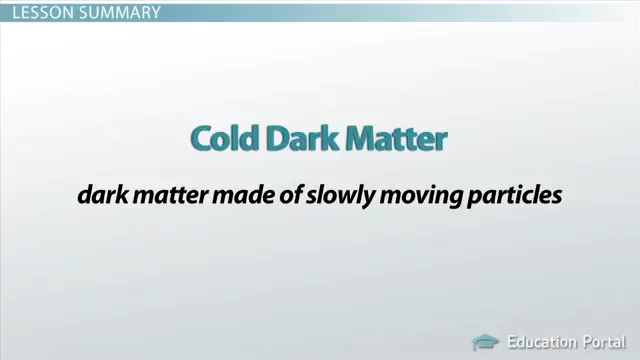 LESSON SUMMARY
Cold Dark Matter
dark matter made of slowly moving particles
Education Portal